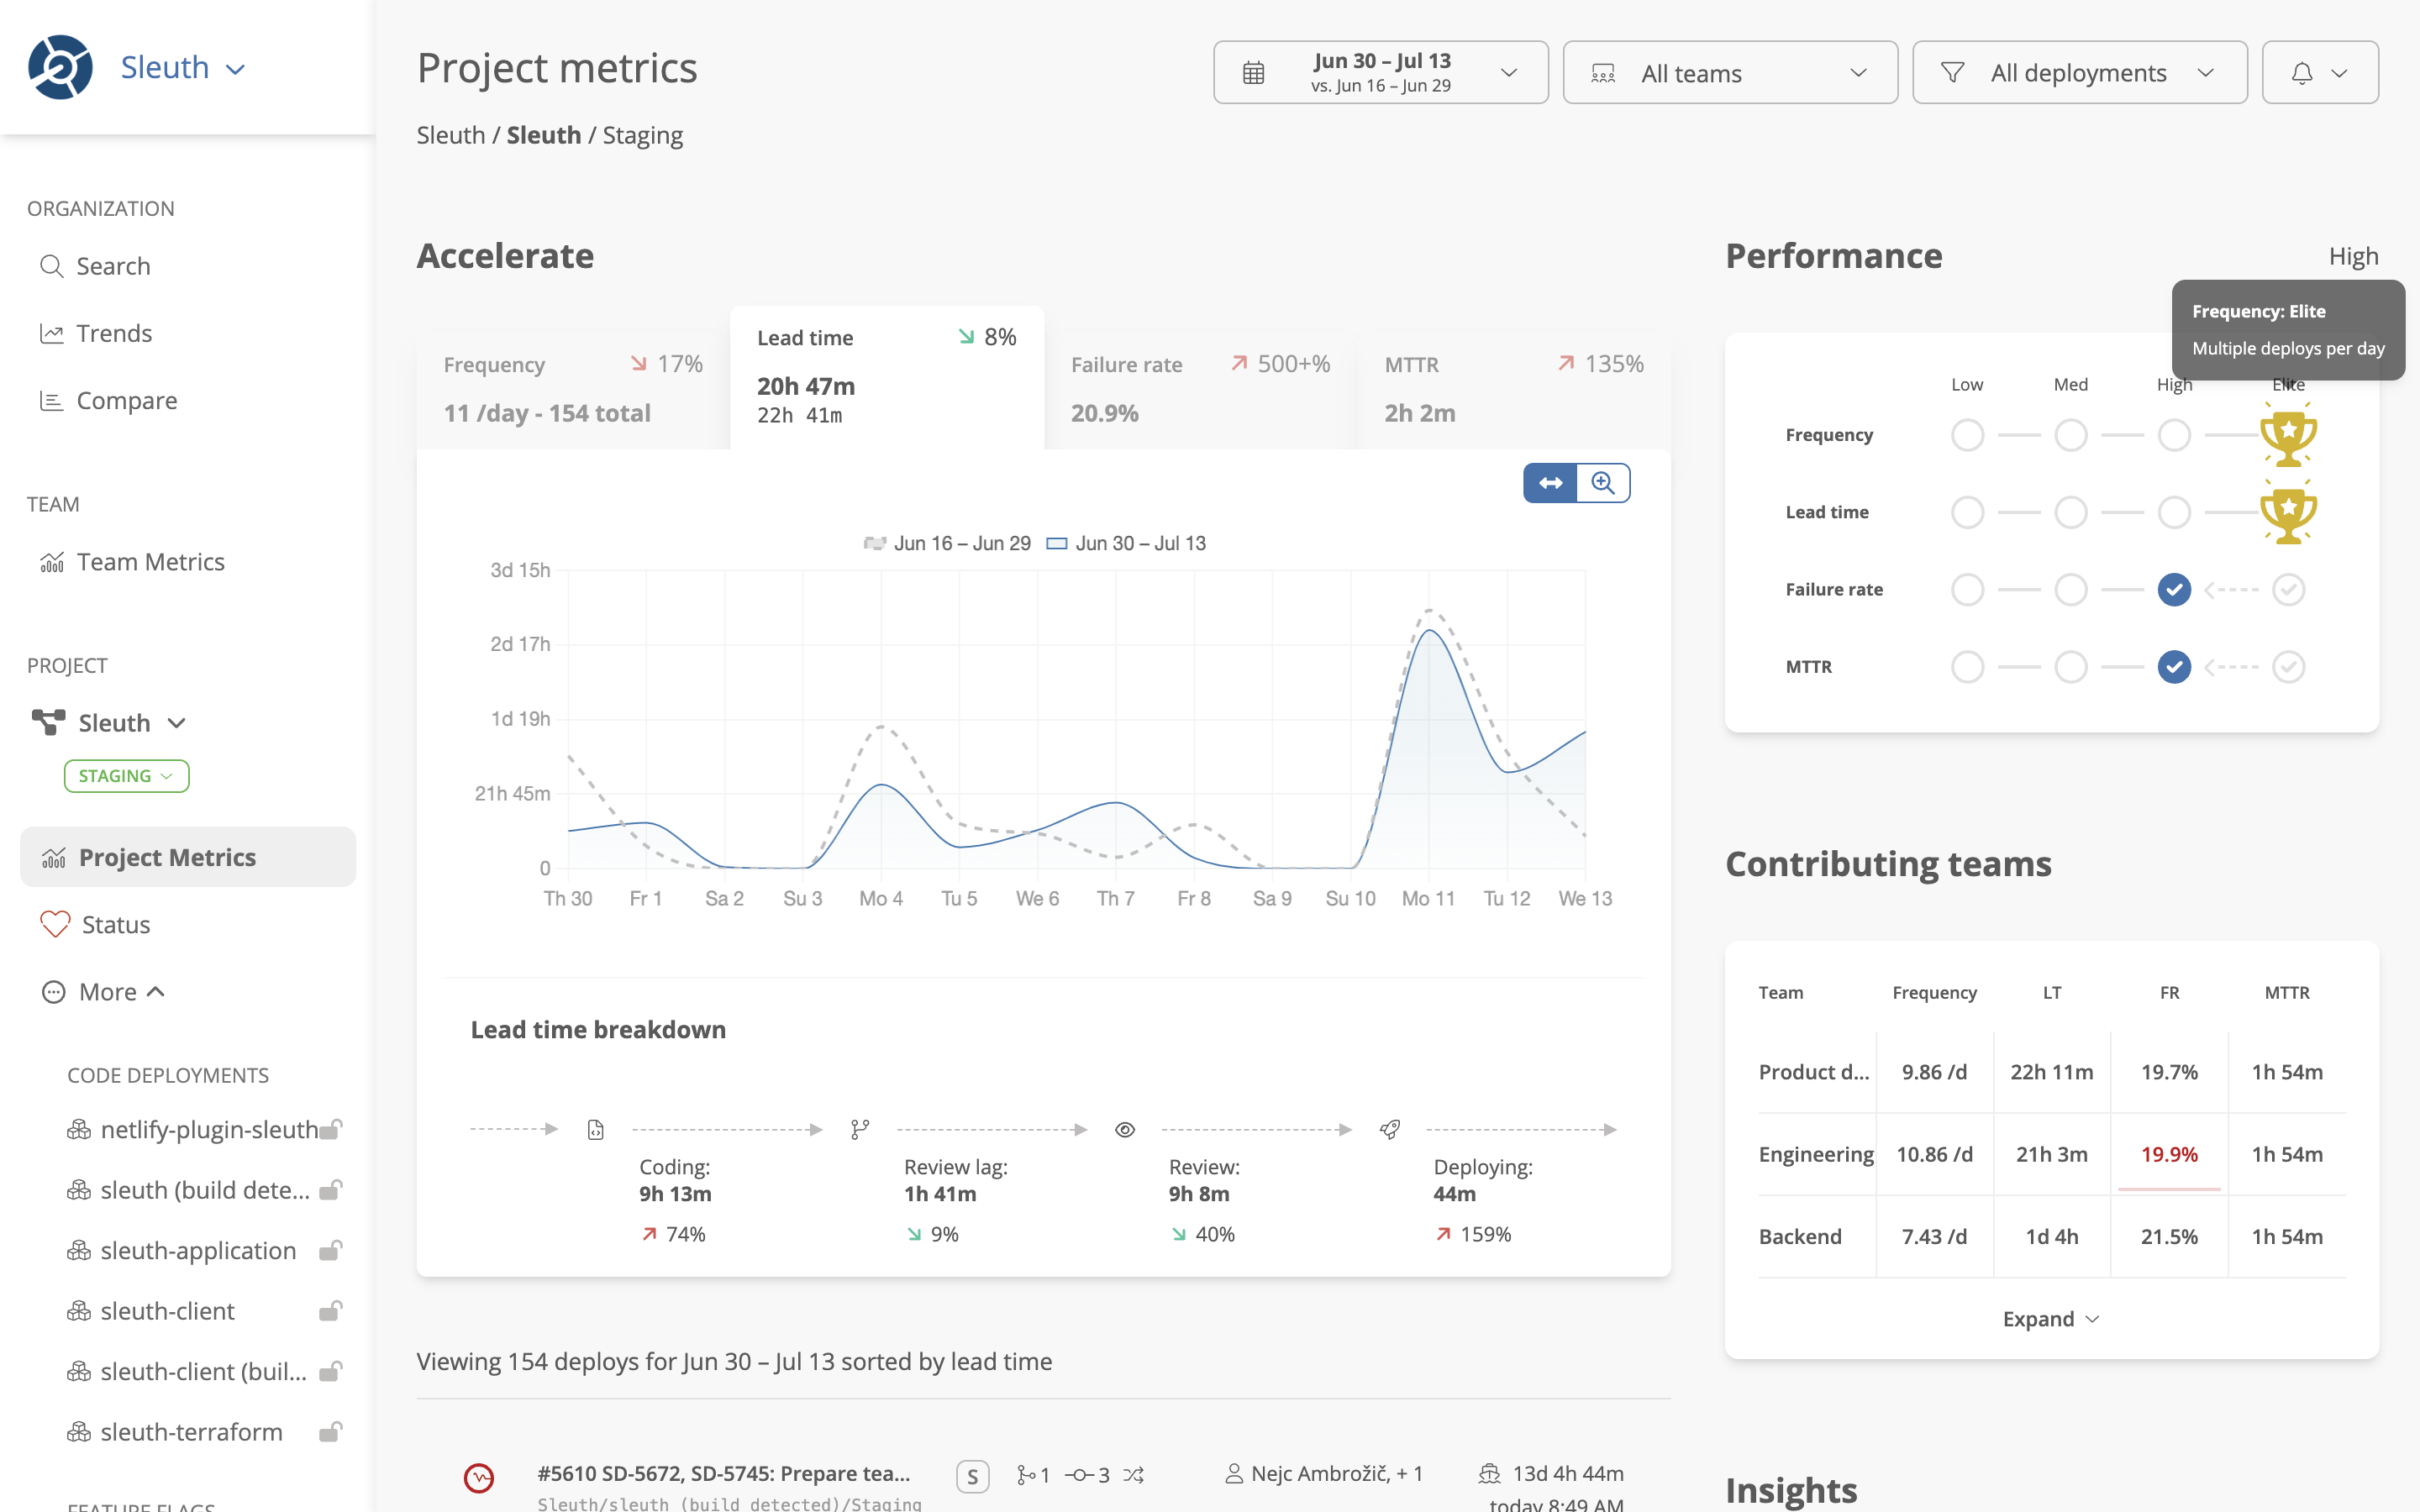 Sleuth
ORGANIZATION
Search
Trends
Compare
TEAM
Team Metrics
PROJECT
Sleuth
STAGING
Project Metrics
Status
More
CODE DEPLOYMENTS
netlify-plugin-sleuth
sleuth (build dete...
sleuth-application
sleuth-client
sleuth-client (buil...
sleuth-terraform
FEATURE FLAGS
Project metrics
Sleuth / Sleuth / Staging
Jun 30 – Jul 13
vs. Jun 16 – Jun 29
All teams
All deployments
Accelerate
Frequency 17%
11 /day - 154 total
Lead time 8%
20h 47m
22h 41m
Failure rate 500+%
20.9%
MTTR 135%
2h 2m
Jun 16 – Jun 29 Jun 30 – Jul 13
3d 15h
2d 17h
1d 19h
21h 45m
0
Th 30 Fr 1 Sa 2 Su 3 Mo 4 Tu 5 We 6 Th 7 Fr 8 Sa 9 Su 10 Mo 11 Tu 12 We 13
Lead time breakdown
Coding:
9h 13m
74%
Review lag:
1h 41m
9%
Review:
9h 8m
40%
Deploying:
44m
159%
Viewing 154 deploys for Jun 30 – Jul 13 sorted by lead time
#5610 SD-5672, SD-5745: Prepare tea... S 1 3 Nejc Ambrožič, + 1 13d 4h 44m
Sleuth/sleuth (build detected)/Staging today 8:49 AM
Performance High
Frequency: Elite
Multiple deploys per day
Low Med High Elite
Frequency
Lead time
Failure rate
MTTR
Contributing teams
Team Frequency LT FR MTTR
Product d... 9.86 /d 22h 11m 19.7% 1h 54m
Engineering 10.86 /d 21h 3m 19.9% 1h 54m
Backend 7.43 /d 1d 4h 21.5% 1h 54m
Expand
Insights